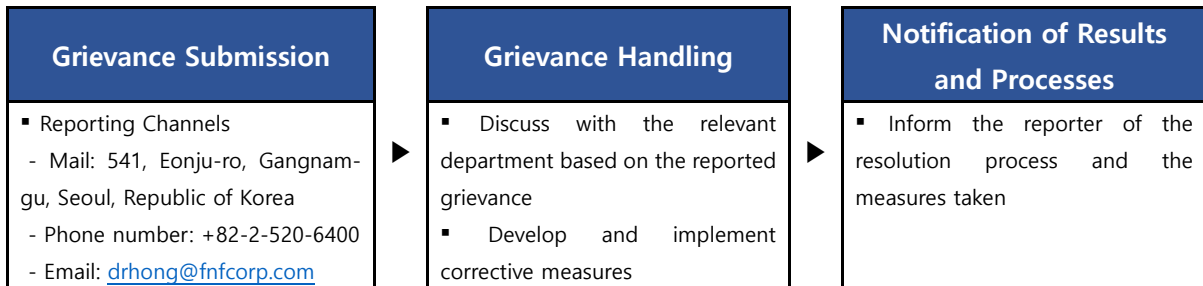 Grievance Submission
▪ Reporting Channels
- Mail: 541, Eonju-ro, Gangnam-
gu, Seoul, Republic of Korea
- Phone number: +82-2-520-6400
- Email: drhong@fnfcorp.com
▶
Grievance Handling
▪ Discuss with the relevant
department based on the reported
grievance
▪ Develop and implement
corrective measures
▶
Notification of Results
and Processes
▪ Inform the reporter of the
resolution process and the
measures taken